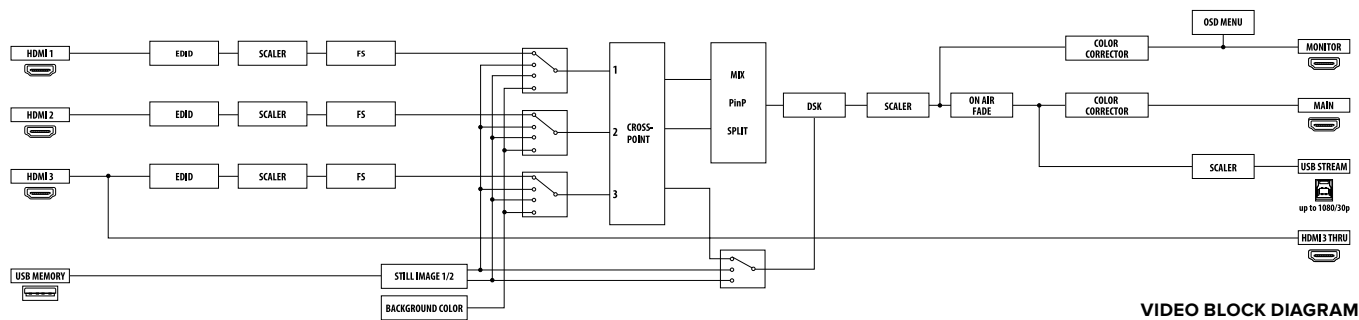 OSD MENU
HDMI 1
EDID
SCALER
FS
COLOR
CORRECTOR
MONITOR
1
MIX
PinP
SPLIT
HDMI 2
EDID
SCALER
FS
2
CROSS-
POINT
DSK
SCALER
ON AIR
FADE
COLOR
CORRECTOR
MAIN
HDMI 3
EDID
SCALER
FS
3
SCALER
USB STREAM
up to 1080/30p
HDMI 3 THRU
USB MEMORY
STILL IMAGE 1/2
BACKGROUND COLOR
VIDEO BLOCK DIAGRAM